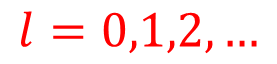 l = 0,1,2, …